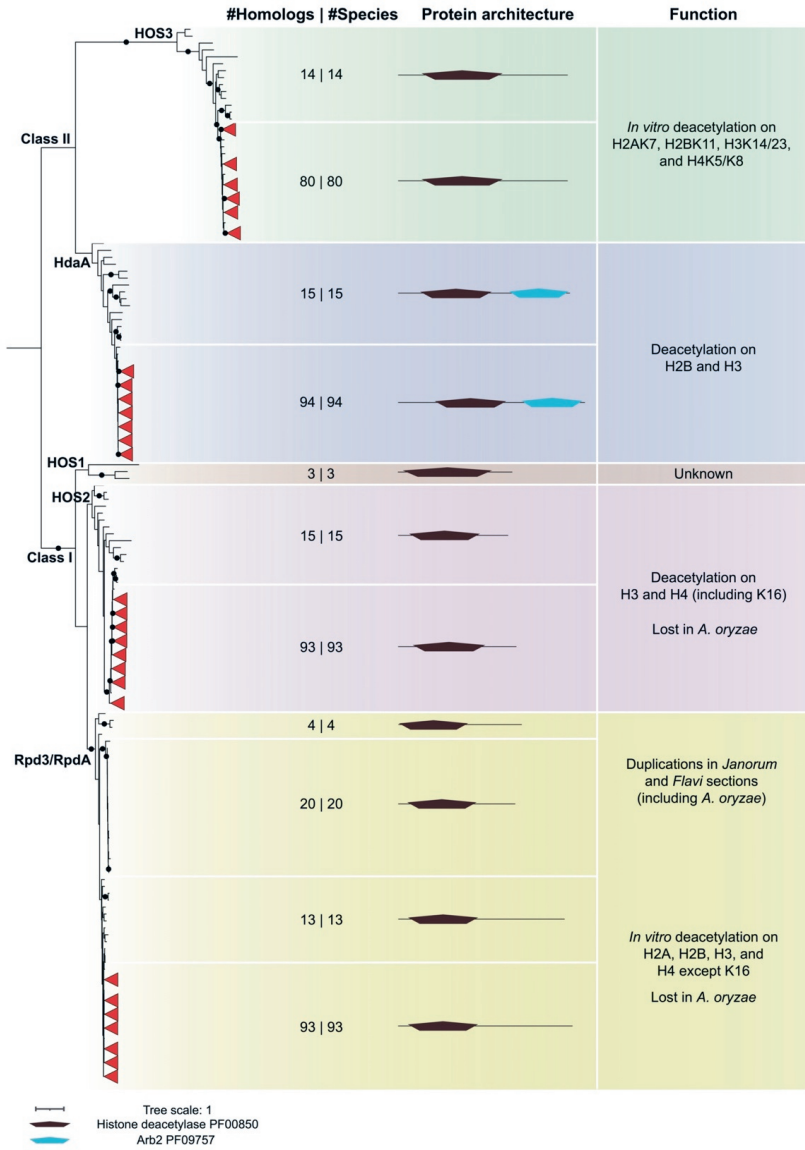 #Homologs | #Species Protein architecture Function
HOS3
14 | 14
Class II
In vitro deacetylation on
H2AK7, H2BK11, H3K14/23,
and H4K5/K8
80 | 80
HdaA
15 | 15
Deacetylation on
H2B and H3
94 | 94
HOS1
3 | 3
Unknown
HOS2
15 | 15
Class I
Deacetylation on
H3 and H4 (including K16)
Lost in A. oryzae
93 | 93
4 | 4
Rpd3/RpdA
Duplications in Janorum
and Flavi sections
(including A. oryzae)
20 | 20
13 | 13
In vitro deacetylation on
H2A, H2B, H3, and
H4 except K16
Lost in A. oryzae
93 | 93
Tree scale: 1
Histone deacetylase PF00850
Arb2 PF09757